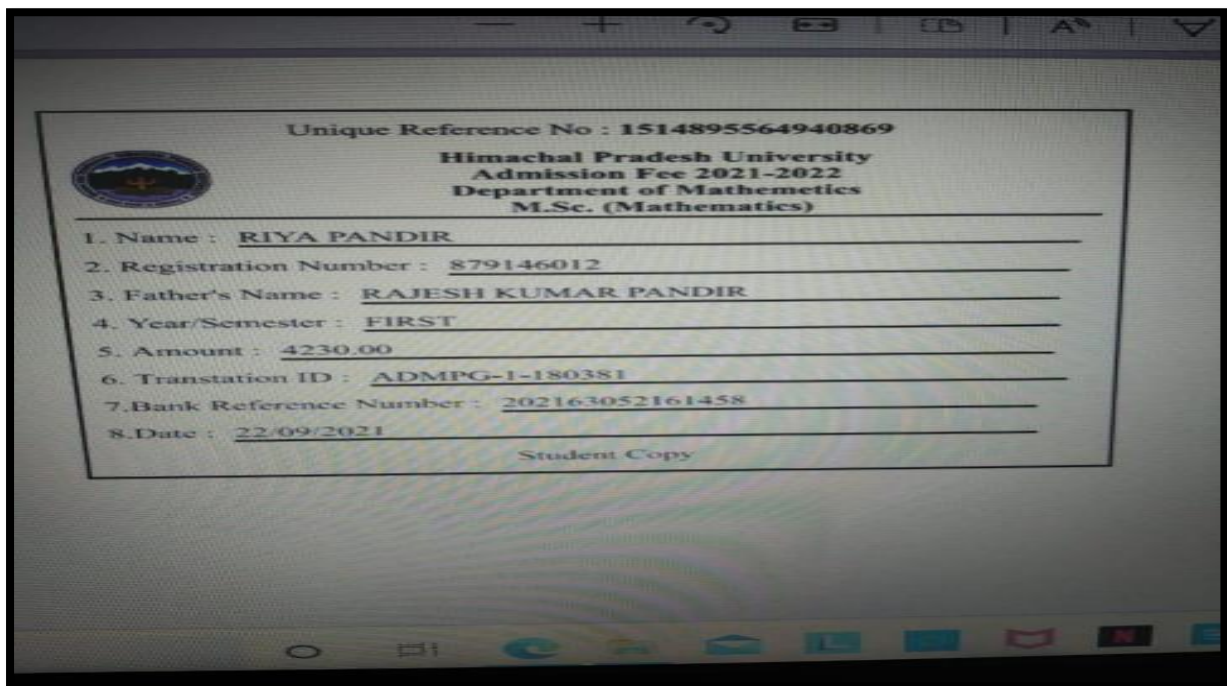 Unique Reference No : 1514895564940869
Himachal Pradesh University
Admission Fee 2021-2022
Department of Mathemetics
M.Sc. (Mathematics)
1. Name : RIYA PANDIR
2. Registration Number : 879146012
3. Father's Name : RAJESH KUMAR PANDIR
4. Year/Semester : FIRST
5. Amount : 4230.00
6. Transtation ID : ADMPG-1-180381
7.Bank Reference Number : 202163052161458
8.Date : 22/09/2021
Student Copy